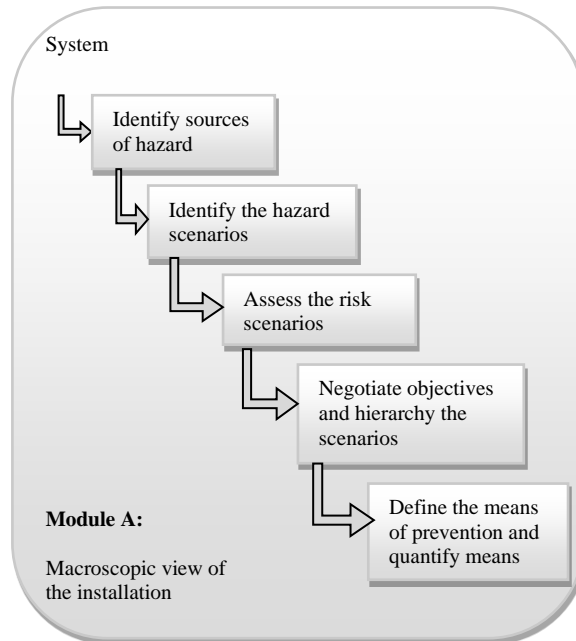 System
Identify sources
of hazard
Identify the hazard
scenarios
Assess the risk
scenarios
Negotiate objectives
and hierarchy the
scenarios
Define the means
of prevention and
quantify means
Module A:
Macroscopic view of
the installation